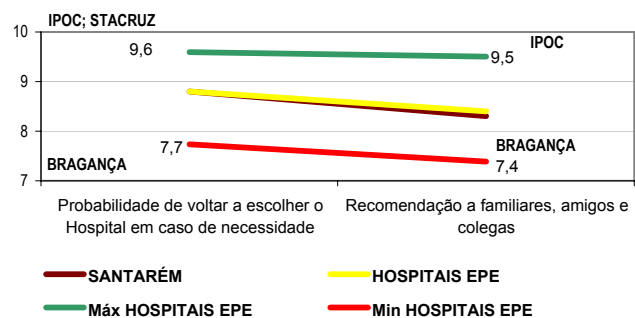 10
IPOC; STACRUZ
9,6
IPOC
9,5
9
8
7,7
BRAGANÇA
BRAGANÇA
7,4
7
Probabilidade de voltar a escolher o
Hospital em caso de necessidade
Recomendação a familiares, amigos e
colegas
SANTARÉM
HOSPITAIS EPE
Máx HOSPITAIS EPE
Min HOSPITAIS EPE